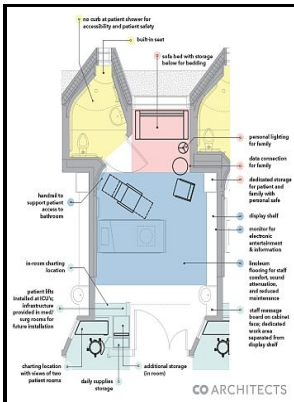 no curb at patient shower for
accessibility and patient safety
built-in seat
sofa bed with storage
below for bedding
personal lighting
for family
data connection
for family
dedicated storage
for patient and family
with personal safe
handrail to
support patient
access to
bathroom
display shelf
monitor for
electronic
entertainment
& information
in-room charting
location
linoleum
flooring for staff
comfort, sound
attenuation,
and reduced
maintenance
patient lifts
installed at ICU's;
infrastructure
provided in med/
surg rooms for
future installation
staff message
board on cabinet
face; dedicated
work area
separated from
display shelf
charting location
with views of two
patient rooms
daily supplies
storage
additional storage
(in room)
CO ARCHITECTS